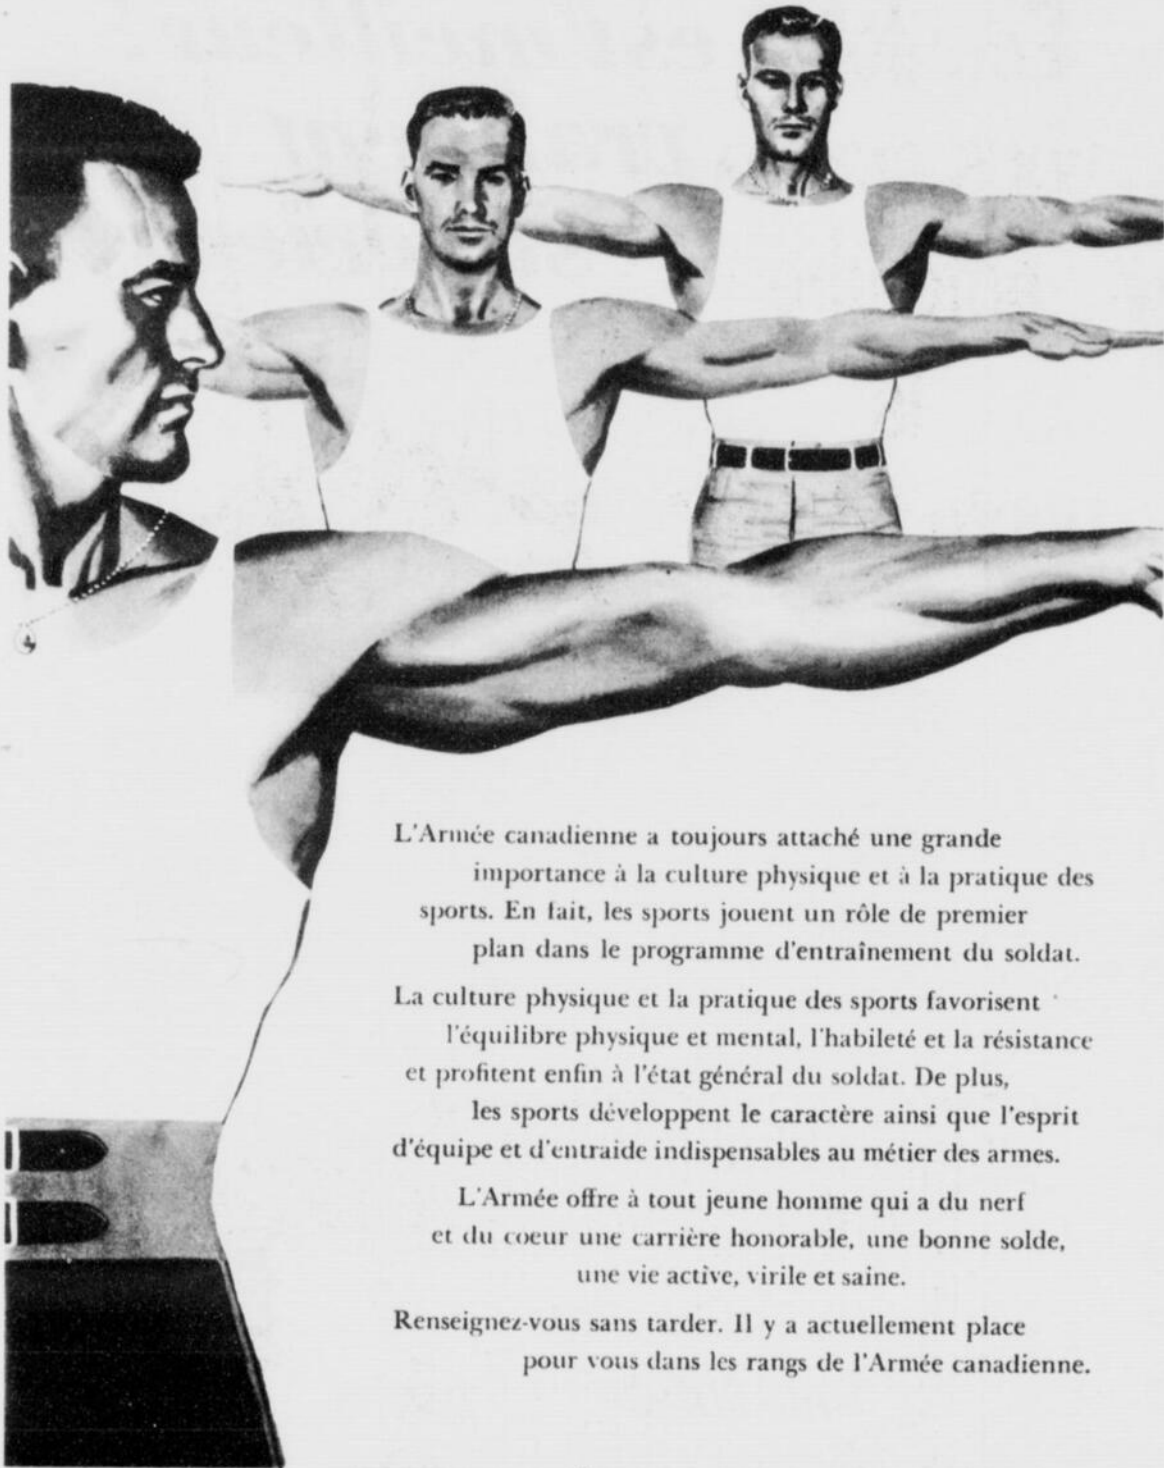 L'Armée canadienne a toujours attaché une grande
importance à la culture physique et à la pratique des
sports. En fait, les sports jouent un rôle de premier
plan dans le programme d'entraînement du soldat.
La culture physique et la pratique des sports favorisent
l'équilibre physique et mental, l'habileté et la résistance
et profitent enfin à l'état général du soldat. De plus,
les sports développent le caractère ainsi que l'esprit
d'équipe et d'entraide indispensables au métier des armes.
L'Armée offre à tout jeune homme qui a du nerf
et du coeur une carrière honorable, une bonne solde,
une vie active, virile et saine.
Renseignez-vous sans tarder. Il y a actuellement place
pour vous dans les rangs de l'Armée canadienne.